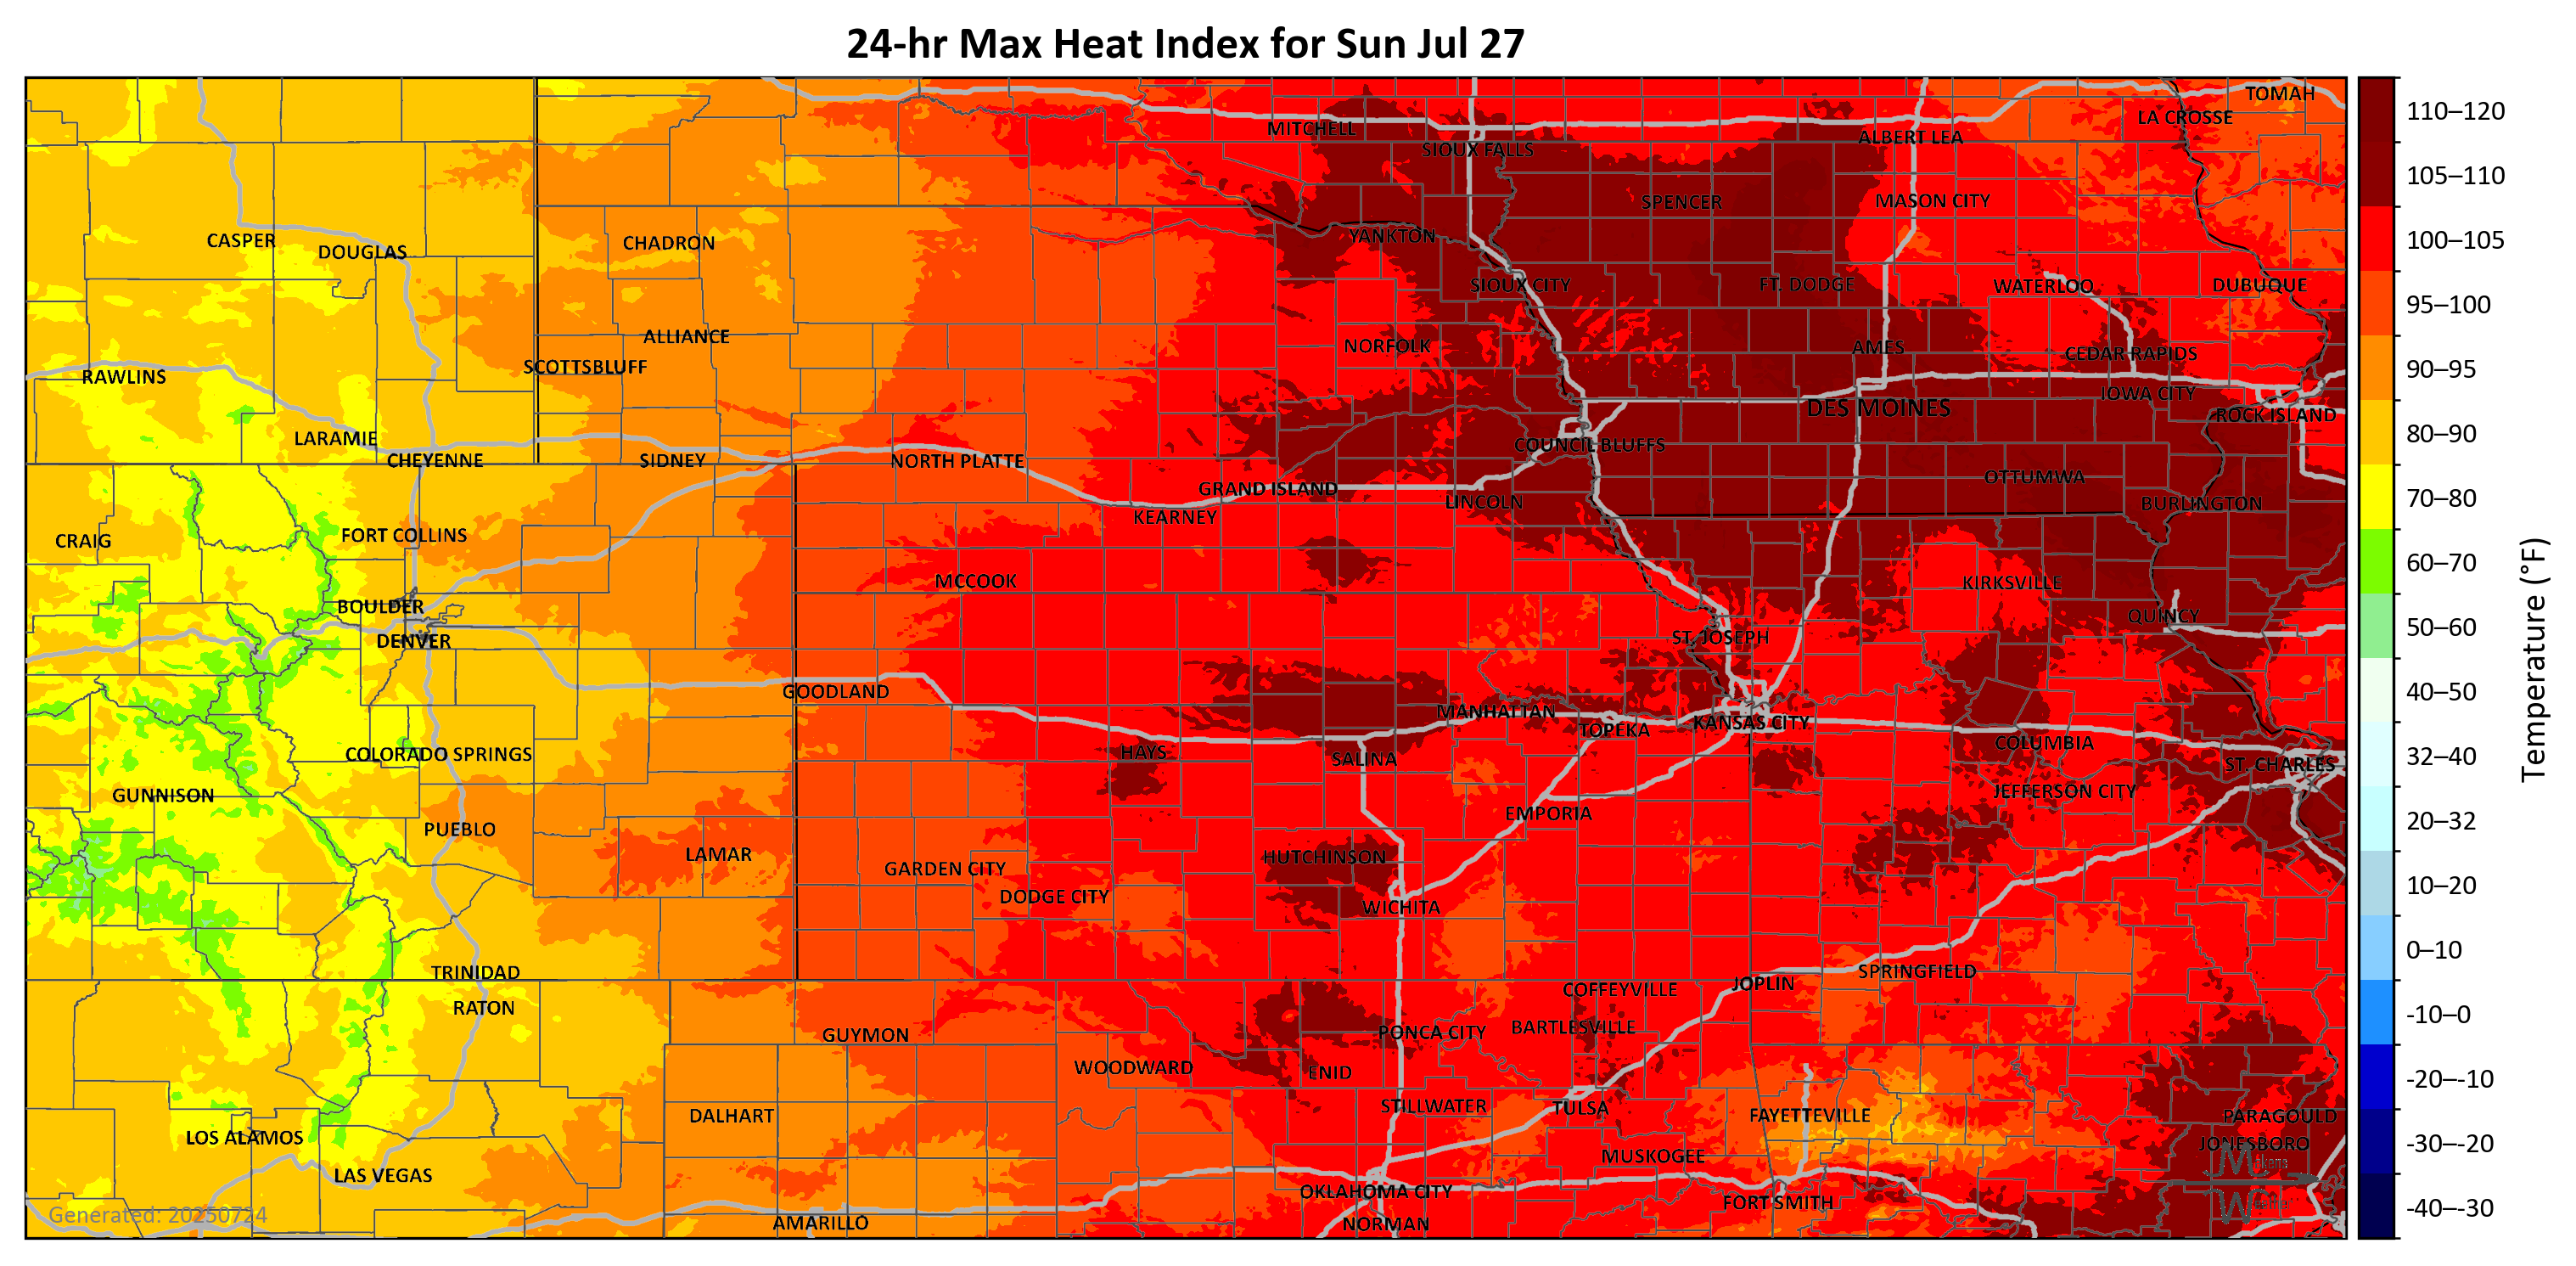 24-hr Max Heat Index for Sun Jul 27
TOMAH
LA CROSSE
MITCHELL
ALBERT LEA
SIOUX FALLS
SPENCER
MASON CITY
CASPER
DOUGLAS
CHADRON
YANKTON
SIOUX CITY
FT. DODGE
WATERLOO
DUBUQUE
ALLIANCE
NORFOLK
AMES
CEDAR RAPIDS
SCOTTSBLUFF
RAWLINS
IOWA CITY
DES MOINES
ROCK ISLAND
LARAMIE
COUNCIL BLUFFS
CHEYENNE
SIDNEY
NORTH PLATTE
OTTUMWA
GRAND ISLAND
LINCOLN
BURLINGTON
KEARNEY
FORT COLLINS
CRAIG
MCCOOK
KIRKSVILLE
BOULDER
QUINCY
DENVER
ST. JOSEPH
GOODLAND
MANHATTAN
KANSAS CITY
TOPEKA
COLUMBIA
COLORADO SPRINGS
HAYS
SALINA
ST. CHARLES
GUNNISON
JEFFERSON CITY
EMPORIA
PUEBLO
LAMAR
HUTCHINSON
GARDEN CITY
DODGE CITY
WICHITA
TRINIDAD
SPRINGFIELD
JOPLIN
COFFEYVILLE
RATON
BARTLESVILLE
PONCA CITY
GUYMON
WOODWARD
ENID
STILLWATER
TULSA
DALHART
FAYETTEVILLE
PARAGOULD
LOS ALAMOS
JONESBORO
MUSKOGEE
LAS VEGAS
OKLAHOMA CITY
FORT SMITH
AMARILLO
NORMAN
Generated: 20250724
110–120
105–110
100–105
95–100
90–95
80–90
70–80
60–70
50–60
40–50
32–40
20–32
10–20
0–10
-10–0
-20–-10
-30–-20
-40–-30
Temperature (°F)